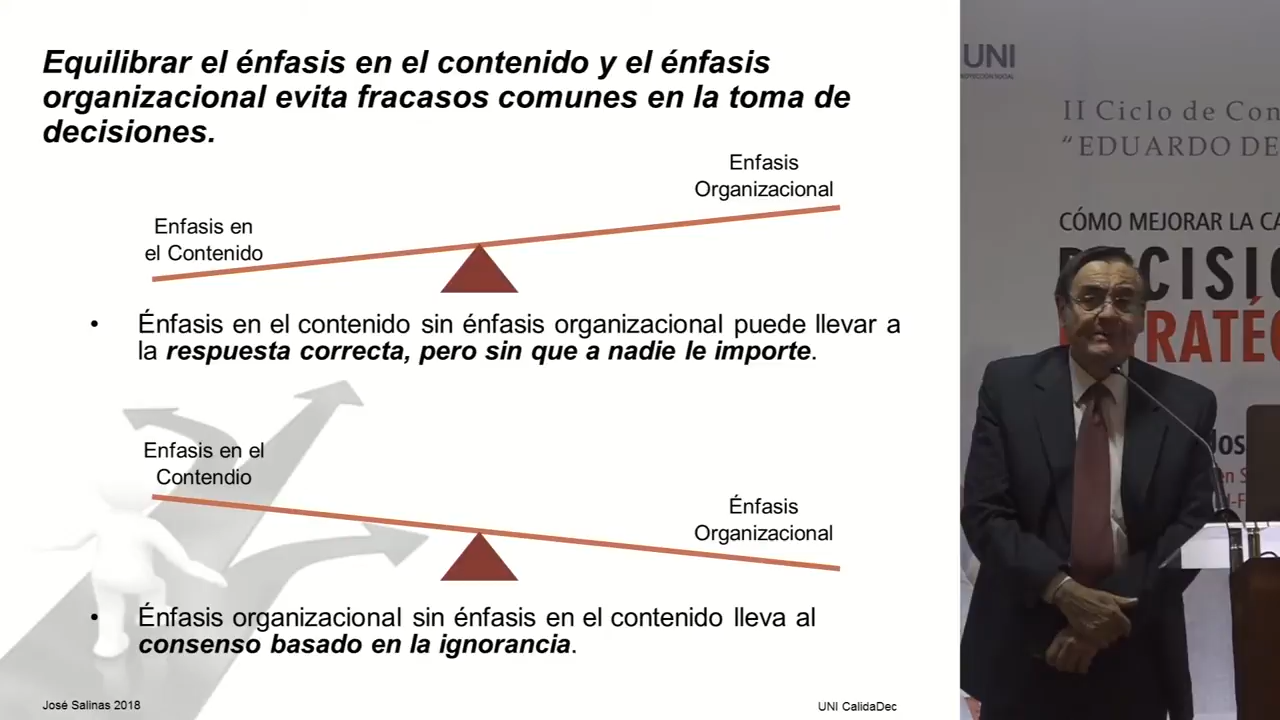 Equilibrar el énfasis en el contenido y el énfasis
organizacional evita fracasos comunes en la toma de
decisiones.
Enfasis
Organizacional
Enfasis en
el Contenido
• Énfasis en el contenido sin énfasis organizacional puede llevar a
la respuesta correcta, pero sin que a nadie le importe.
Enfasis en el
Contendio
Énfasis
Organizacional
• Énfasis organizacional sin énfasis en el contenido lleva al
consenso basado en la ignorancia.
José Salinas 2018
UNI CalidaDec
UNI
II Ciclo de Con
“EDUARDO DE
CÓMO MEJORAR LA CA
DECISIO
RATÉG
Jos
en S